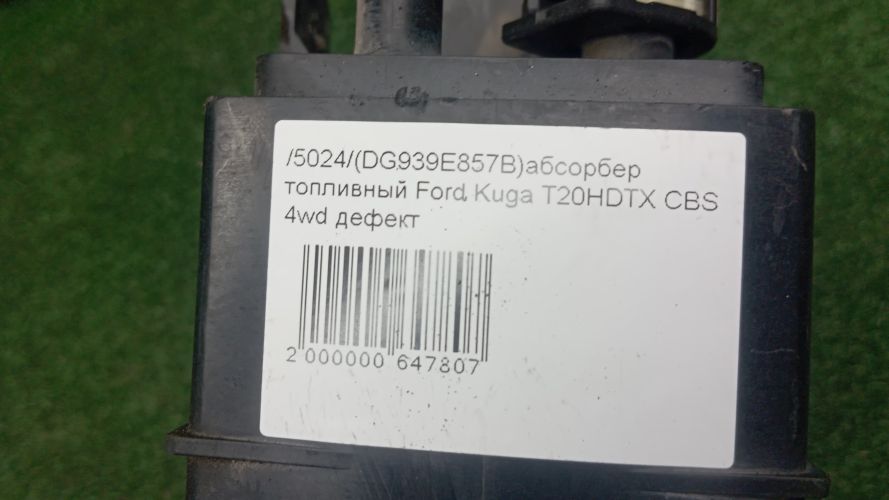 /5024/(DG939E857B)абсорбер
топливный Ford Kuga T20HDTX CBS
4wd дефект
2 000000 647807